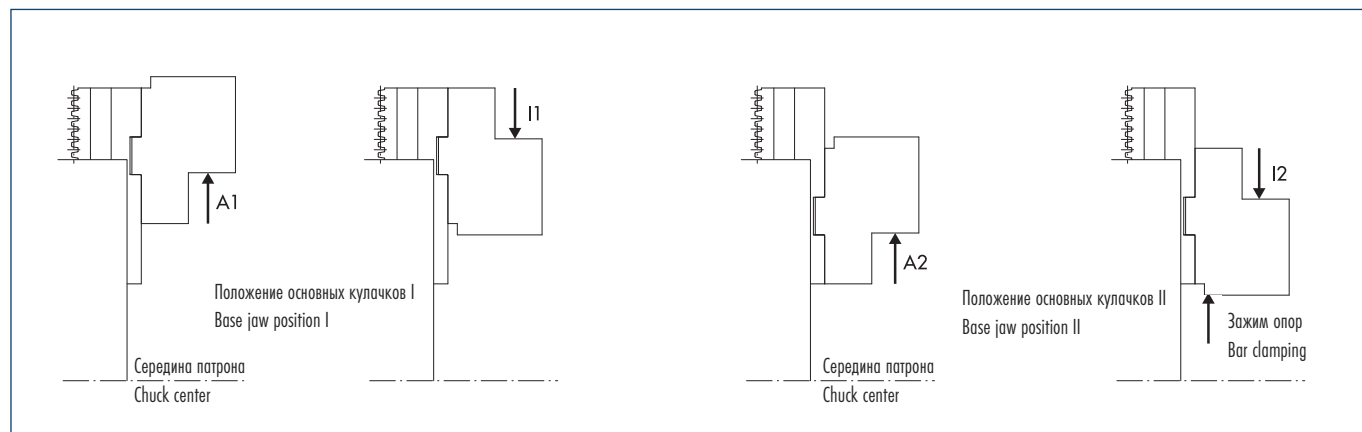 I1
A1
Положение основных кулачков I
Base jaw position I
Середина патрона
Chuck center
I2
A2
Положение основных кулачков II
Base jaw position II
Зажим опор
Bar clamping
Середина патрона
Chuck center